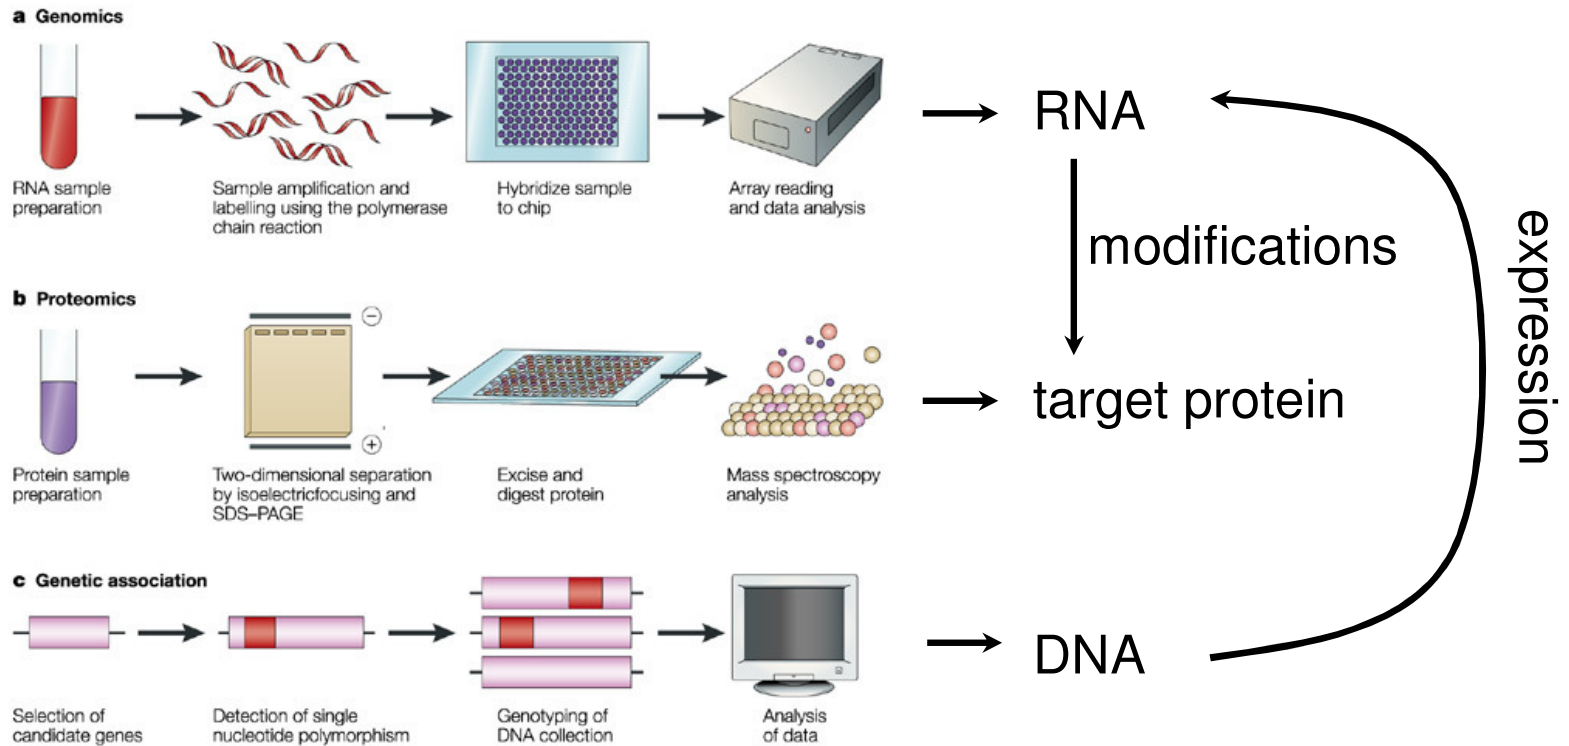 a Genomics
RNA sample
preparation
Sample amplification and
labelling using the polymerase
chain reaction
Hybridize sample
to chip
Array reading
and data analysis
RNA
modifications
expression
b Proteomics
−
+
Protein sample
preparation
Two-dimensional separation
by isoelectricfocusing and
SDS–PAGE
Excise and
digest protein
Mass spectroscopy
analysis
target protein
c Genetic association
Selection of
candidate genes
Detection of single
nucleotide polymorphism
Genotyping of
DNA collection
Analysis
of data
DNA